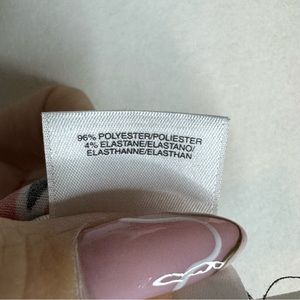 96% POLYESTER/POLIESTER
4% ELASTANE/ELASTANO/
ELASTHANNE/ELASTHAN